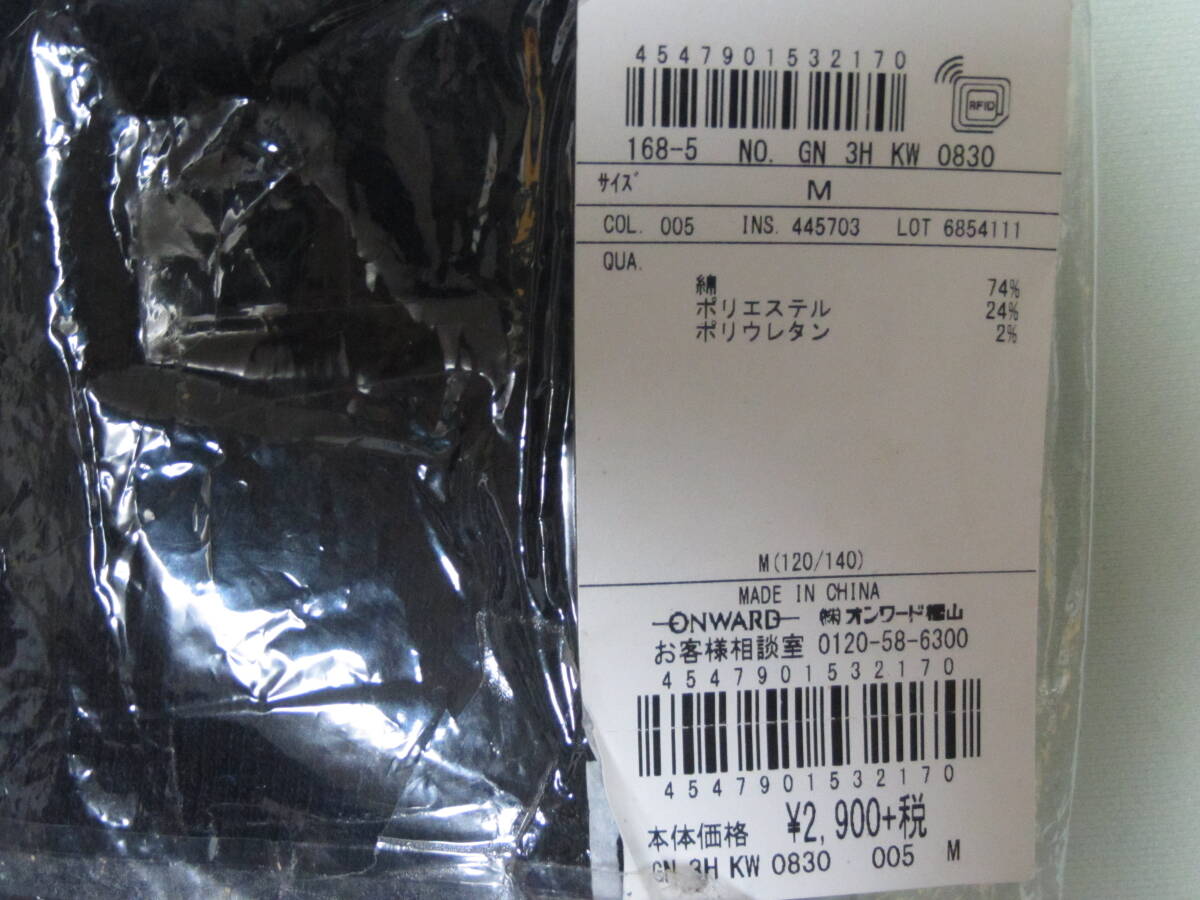 4547901532170
RFID
168-5 NO. GN 3H KW 0830
サイズ M
COL. 005 INS. 445703 LOT 6854111
QUA.
綿 74%
ポリエステル 24%
ポリウレタン 2%
M(120/140)
MADE IN CHINA
ONWARD ㈱オンワード樫山
お客様相談室 0120-58-6300
4547901532170
4547901532170
本体価格 ¥2,900+税
GN 3H KW 0830 005 M